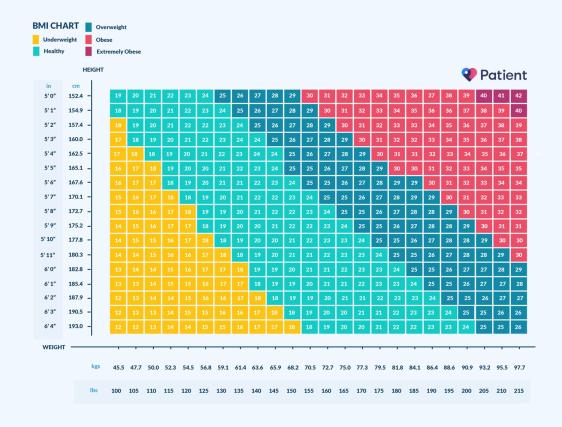 BMI CHART
Underweight
Healthy
Overweight
Obese
Extremely Obese
Patient
HEIGHT
in cm
5'0" 152.4 19 20 21 22 23 24 25 26 27 28 29 30 31 32 33 34 35 36 37 38 39 40 41 42
5'1" 154.9 18 19 20 21 22 23 24 25 26 27 28 29 30 31 32 33 34 35 36 36 37 38 39 40
5'2" 157.4 18 19 20 21 22 22 23 24 25 26 27 28 29 30 31 32 33 33 34 35 36 37 38 39
5'3" 160.0 17 18 19 20 21 22 23 24 24 25 26 27 28 29 30 31 32 32 33 34 35 36 37 38
5'4" 162.5 17 18 18 19 20 21 22 23 24 24 25 26 27 28 29 30 31 31 32 33 34 35 36 37
5'5" 165.1 16 17 18 19 20 20 21 22 23 24 25 25 26 27 28 29 30 30 31 32 33 34 35 35
5'6" 167.6 16 17 17 18 19 20 21 21 22 23 24 25 25 26 27 28 29 29 30 31 32 33 34 34
5'7" 170.1 15 16 17 18 18 19 20 21 22 22 23 24 25 25 26 27 28 29 29 30 31 32 33 33
5'8" 172.7 15 16 16 17 18 19 19 20 21 22 22 23 24 25 25 26 27 28 28 29 30 31 32 32
5'9" 175.2 14 15 16 17 17 18 19 20 20 21 22 22 23 24 25 25 26 27 28 28 29 30 31 31
5'10" 177.8 14 15 15 16 17 18 18 19 20 20 21 22 23 23 24 25 25 26 27 28 28 29 30 30
5'11" 180.3 14 14 15 16 16 17 18 18 19 20 21 21 22 23 23 24 25 25 26 27 28 28 29 30
6'0" 182.8 13 14 14 15 16 17 17 18 19 19 20 21 21 22 23 23 24 25 25 26 27 27 28 29
6'1" 185.4 13 13 14 15 15 16 17 17 18 19 19 20 21 21 22 23 23 24 25 25 26 27 27 28
6'2" 187.9 12 13 14 14 15 16 16 17 18 18 19 19 20 21 21 22 23 23 24 25 25 26 27 27
6'3" 190.5 12 13 13 14 15 15 16 16 17 18 18 19 20 20 21 21 22 23 23 24 25 25 26 26
6'4" 193.0 12 12 13 14 14 15 15 16 17 17 18 18 19 20 20 21 22 22 23 23 24 25 25 26
WEIGHT
kgs 45.5 47.7 50.0 52.3 54.5 56.8 59.1 61.4 63.6 65.9 68.2 70.5 72.7 75.0 77.3 79.5 81.8 84.1 86.4 88.6 90.9 93.2 95.5 97.7
lbs 100 105 110 115 120 125 130 135 140 145 150 155 160 165 170 175 180 185 190 195 200 205 210 215